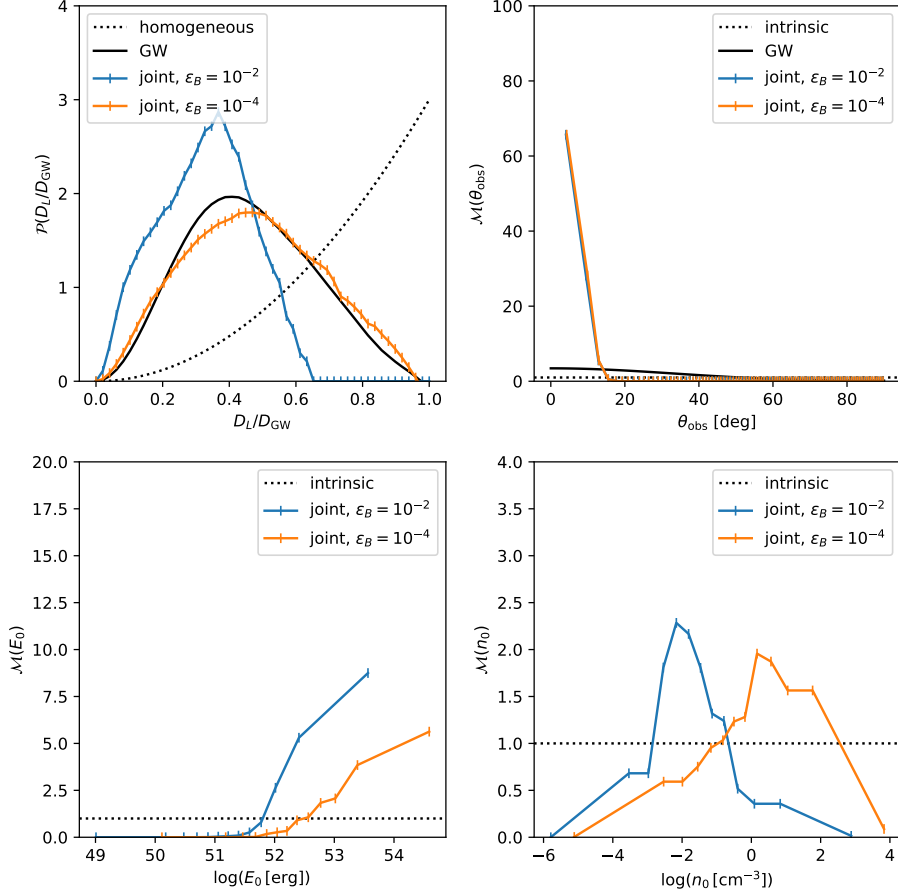 homogeneous
GW
joint, ε_B = 10⁻²
joint, ε_B = 10⁻⁴
𝒫(D_L/D_GW)
0
1
2
3
4
0.0 0.2 0.4 0.6 0.8 1.0
D_L/D_GW
intrinsic
GW
joint, ε_B = 10⁻²
joint, ε_B = 10⁻⁴
ℳ(θ_obs)
0
20
40
60
80
100
0 20 40 60 80
θ_obs [deg]
intrinsic
joint, ε_B = 10⁻²
joint, ε_B = 10⁻⁴
ℳ(E₀)
0.0
2.5
5.0
7.5
10.0
12.5
15.0
17.5
20.0
49 50 51 52 53 54
log(E₀ [erg])
intrinsic
joint, ε_B = 10⁻²
joint, ε_B = 10⁻⁴
ℳ(n₀)
0.0
0.5
1.0
1.5
2.0
2.5
3.0
3.5
4.0
−6 −4 −2 0 2 4
log(n₀ [cm⁻³])